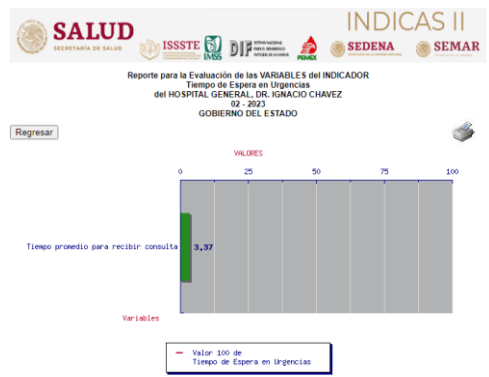 INDICAS II
SALUD
SECRETARÍA DE SALUD
ISSSTE
IMSS
DIF
PEMEX
SEDENA
SEMAR
Reporte para la Evaluación de las VARIABLES del INDICADOR
Tiempo de Espera en Urgencias
del HOSPITAL GENERAL, DR. IGNACIO CHAVEZ
02 - 2023
GOBIERNO DEL ESTADO
Regresar
VALORES
0 25 50 75 100
Tiempo promedio para recibir consulta 3,37
Variables
Valor 100 de
Tiempo de Espera en Urgencias